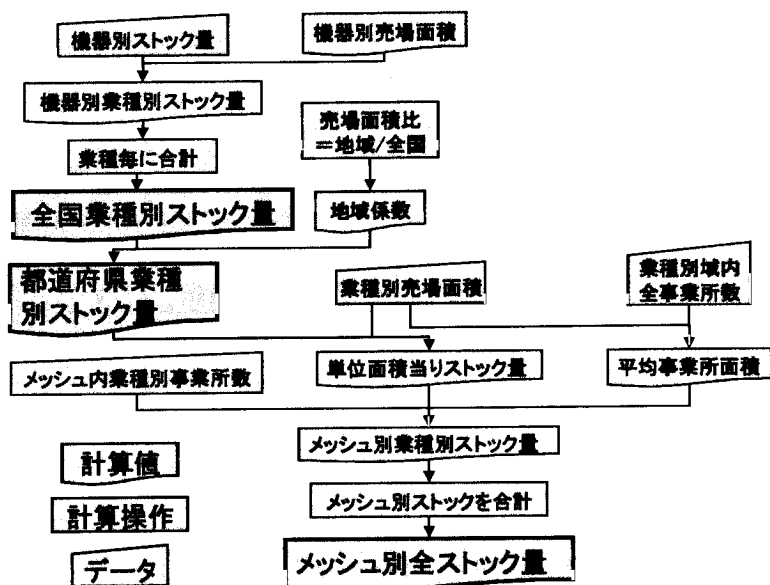 機器別ストック量
機器別売場面積
機器別業種別ストック量
売場面積比
＝地域/全国
業種毎に合計
全国業種別ストック量
地域係数
都道府県業種
別ストック量
業種別売場面積
業種別域内
全事業所数
メッシュ内業種別事業所数
単位面積当りストック量
平均事業所面積
メッシュ別業種別ストック量
計算値
メッシュ別ストックを合計
計算操作
メッシュ別全ストック量
データ